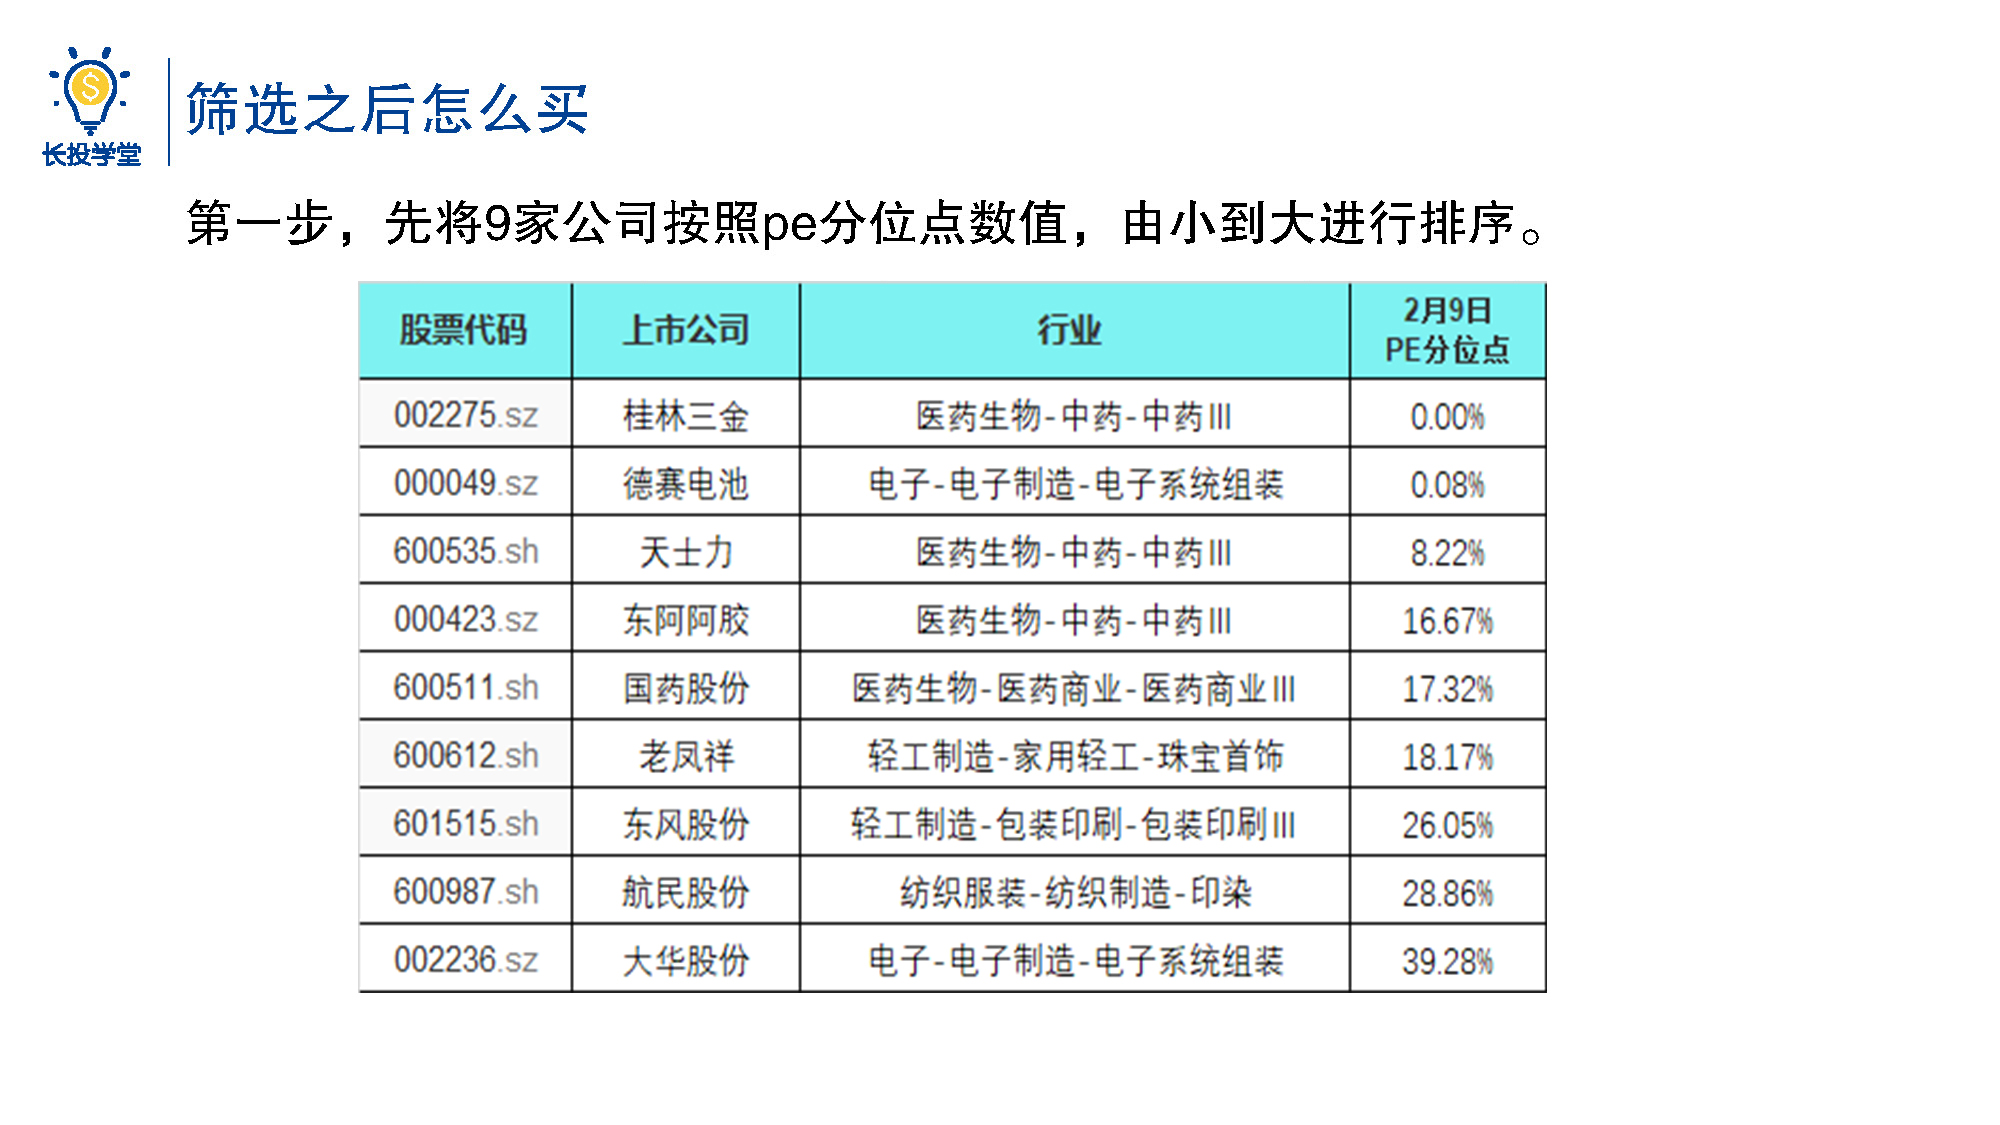 长投学堂
筛选之后怎么买
第一步，先将9家公司按照pe分位点数值，由小到大进行排序。
股票代码 上市公司 行业 2月9日 PE分位点
002275.sz 桂林三金 医药生物-中药-中药Ⅲ 0.00%
000049.sz 德赛电池 电子-电子制造-电子系统组装 0.08%
600535.sh 天士力 医药生物-中药-中药Ⅲ 8.22%
000423.sz 东阿阿胶 医药生物-中药-中药Ⅲ 16.67%
600511.sh 国药股份 医药生物-医药商业-医药商业Ⅲ 17.32%
600612.sh 老凤祥 轻工制造-家用轻工-珠宝首饰 18.17%
601515.sh 东风股份 轻工制造-包装印刷-包装印刷Ⅲ 26.05%
600987.sh 航民股份 纺织服装-纺织制造-印染 28.86%
002236.sz 大华股份 电子-电子制造-电子系统组装 39.28%